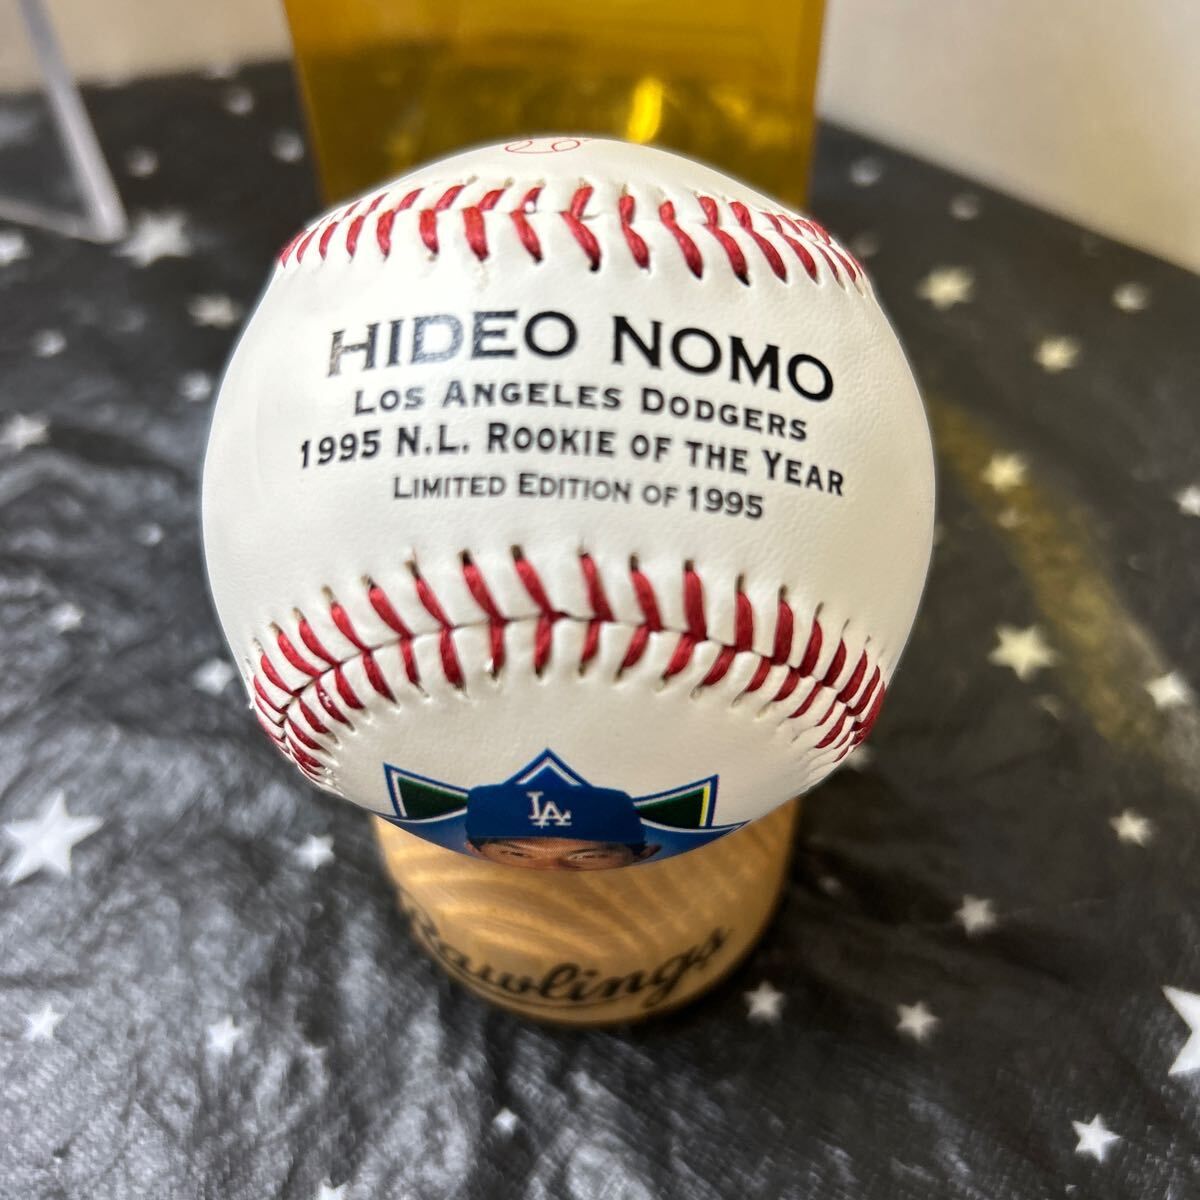 HIDEO NOMO
LOS ANGELES DODGERS
1995 N.L. ROOKIE OF THE YEAR
LIMITED EDITION OF 1995
LA
Rawlings